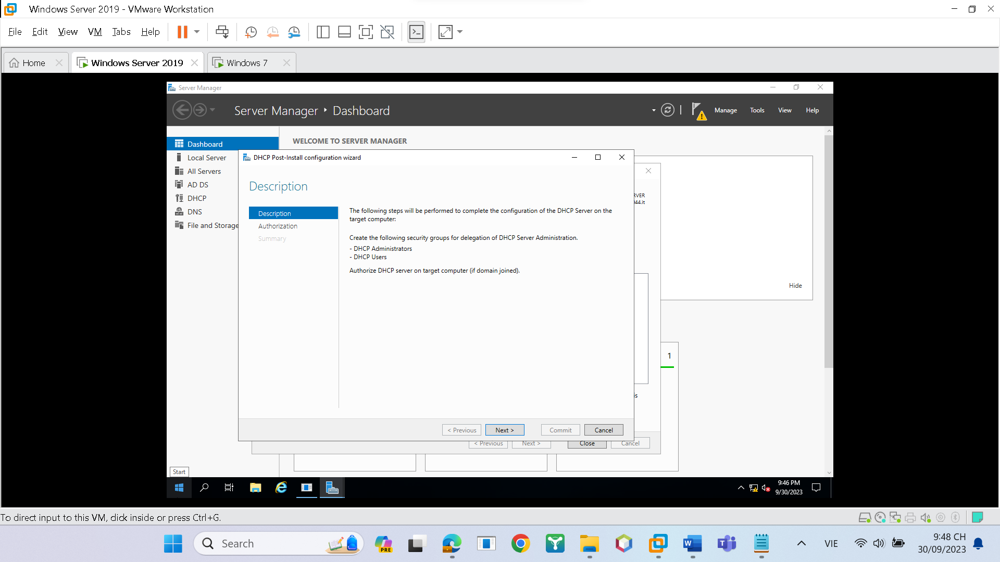 Windows Server 2019 - VMware Workstation
File Edit View VM Tabs Help
Home
Windows Server 2019
Windows 7
Server Manager
Server Manager Dashboard
Manage Tools View Help
Dashboard
Local Server
All Servers
AD DS
DHCP
DNS
File and Storage
WELCOME TO SERVER MANAGER
DHCP Post-Install configuration wizard
Description
Description
Authorization
Summary
The following steps will be performed to complete the configuration of the DHCP Server on the
target computer:
Create the following security groups for delegation of DHCP Server Administration.
- DHCP Administrators
- DHCP Users
Authorize DHCP server on target computer (if domain joined).
< Previous Next > Commit Cancel
RVER
44.it
Hide
1
is
< Previous Next > Close Cancel
Start
9:46 PM
9/30/2023
To direct input to this VM, click inside or press Ctrl+G.
Search
PRE
VIE
9:48 CH
30/09/2023